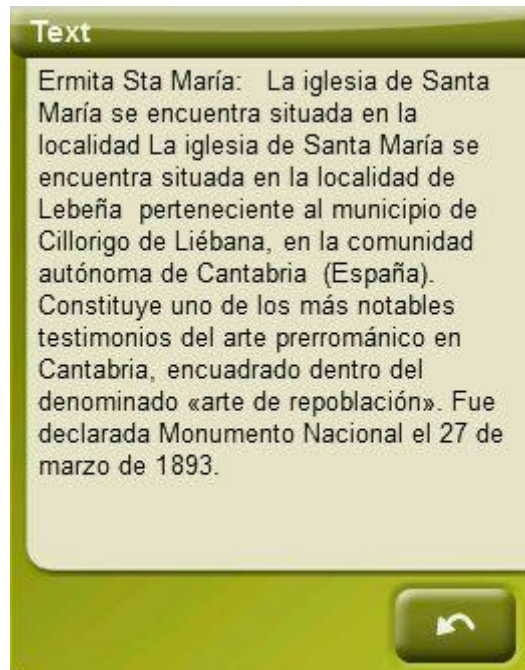 Text
Ermita Sta María:   La iglesia de Santa
María se encuentra situada en la
localidad La iglesia de Santa María se
encuentra situada en la localidad de
Lebeña  perteneciente al municipio de
Cillorigo de Liébana, en la comunidad
autónoma de Cantabria  (España).
Constituye uno de los más notables
testimonios del arte prerrománico en
Cantabria, encuadrado dentro del
denominado «arte de repoblación». Fue
declarada Monumento Nacional el 27 de
marzo de 1893.